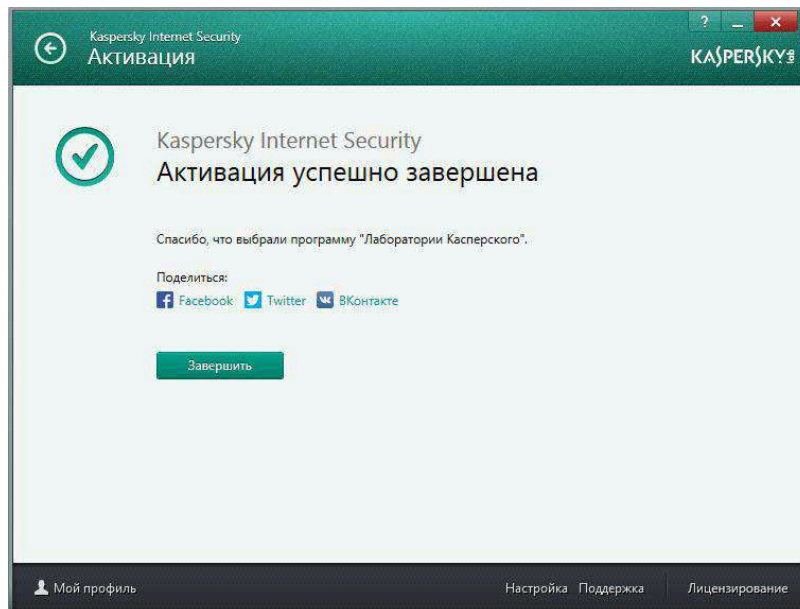 Kaspersky Internet Security
Активация
? _ X
KASPERSKY LAB
Kaspersky Internet Security
Активация успешно завершена
Спасибо, что выбрали программу "Лаборатории Касперского".
Поделиться:
Facebook Twitter ВКонтакте
Завершить
Мой профиль Настройка Поддержка Лицензирование